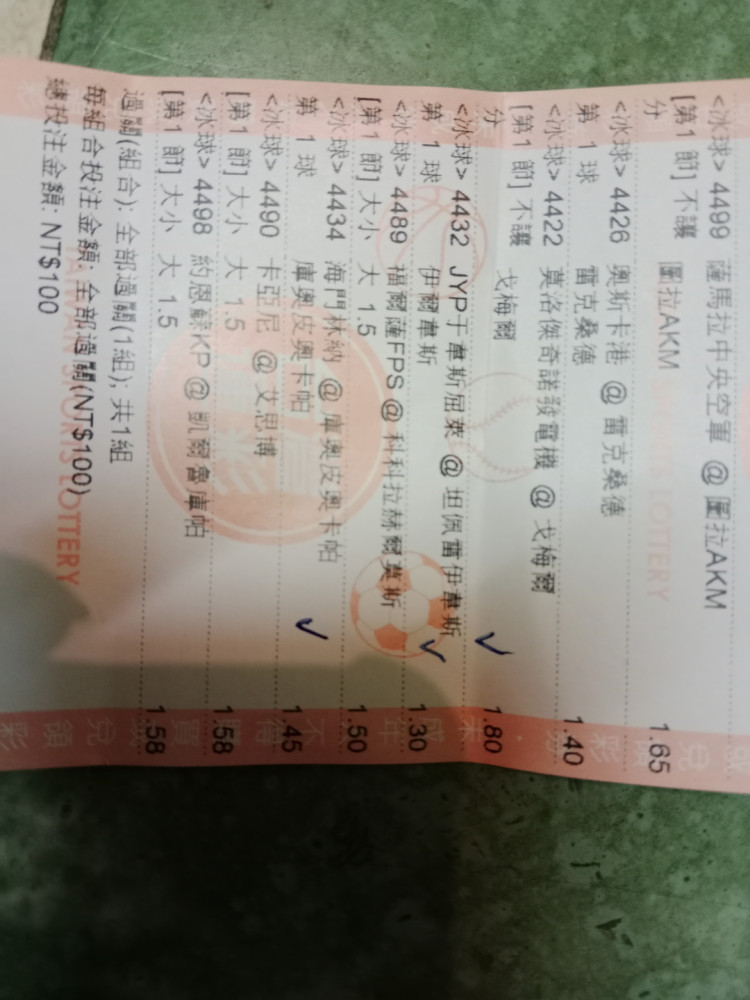 <冰球> 4499 薩馬拉中央空軍 @ 圖拉AKM
[第1節] 不讓分 圖拉AKM 1.65
<冰球> 4426 奧斯卡港 @ 雷克桑德
第 1 球 雷克桑德 1.40
<冰球> 4422 莫洛傑奇諾發電機 @ 戈梅爾
[第1節] 不讓分 戈梅爾 1.80
<冰球> 4432 JYP于韋斯屈萊 @ 坦佩雷伊韋斯
第 1 球 伊爾韋斯 1.30
<冰球> 4489 福爾薩FPS @ 科科拉赫爾莫斯
[第1節] 大小 大 1.5 1.50
<冰球> 4434 海門林納 @ 庫奧皮奧卡帕
第 1 球 庫奧皮奧卡帕 1.45
<冰球> 4490 卡亞尼 @ 艾思博
[第1節] 大小 大 1.5 1.58
<冰球> 4498 約恩蘇KP @ 凱爾魯庫帕
[第1節] 大小 大 1.5 1.58
過關(組合): 全部過關(1組); 共1組
每組合投注金額: 全部過關(NT$100)
總投注金額: NT$100
TAIWAN SPORTS LOTTERY